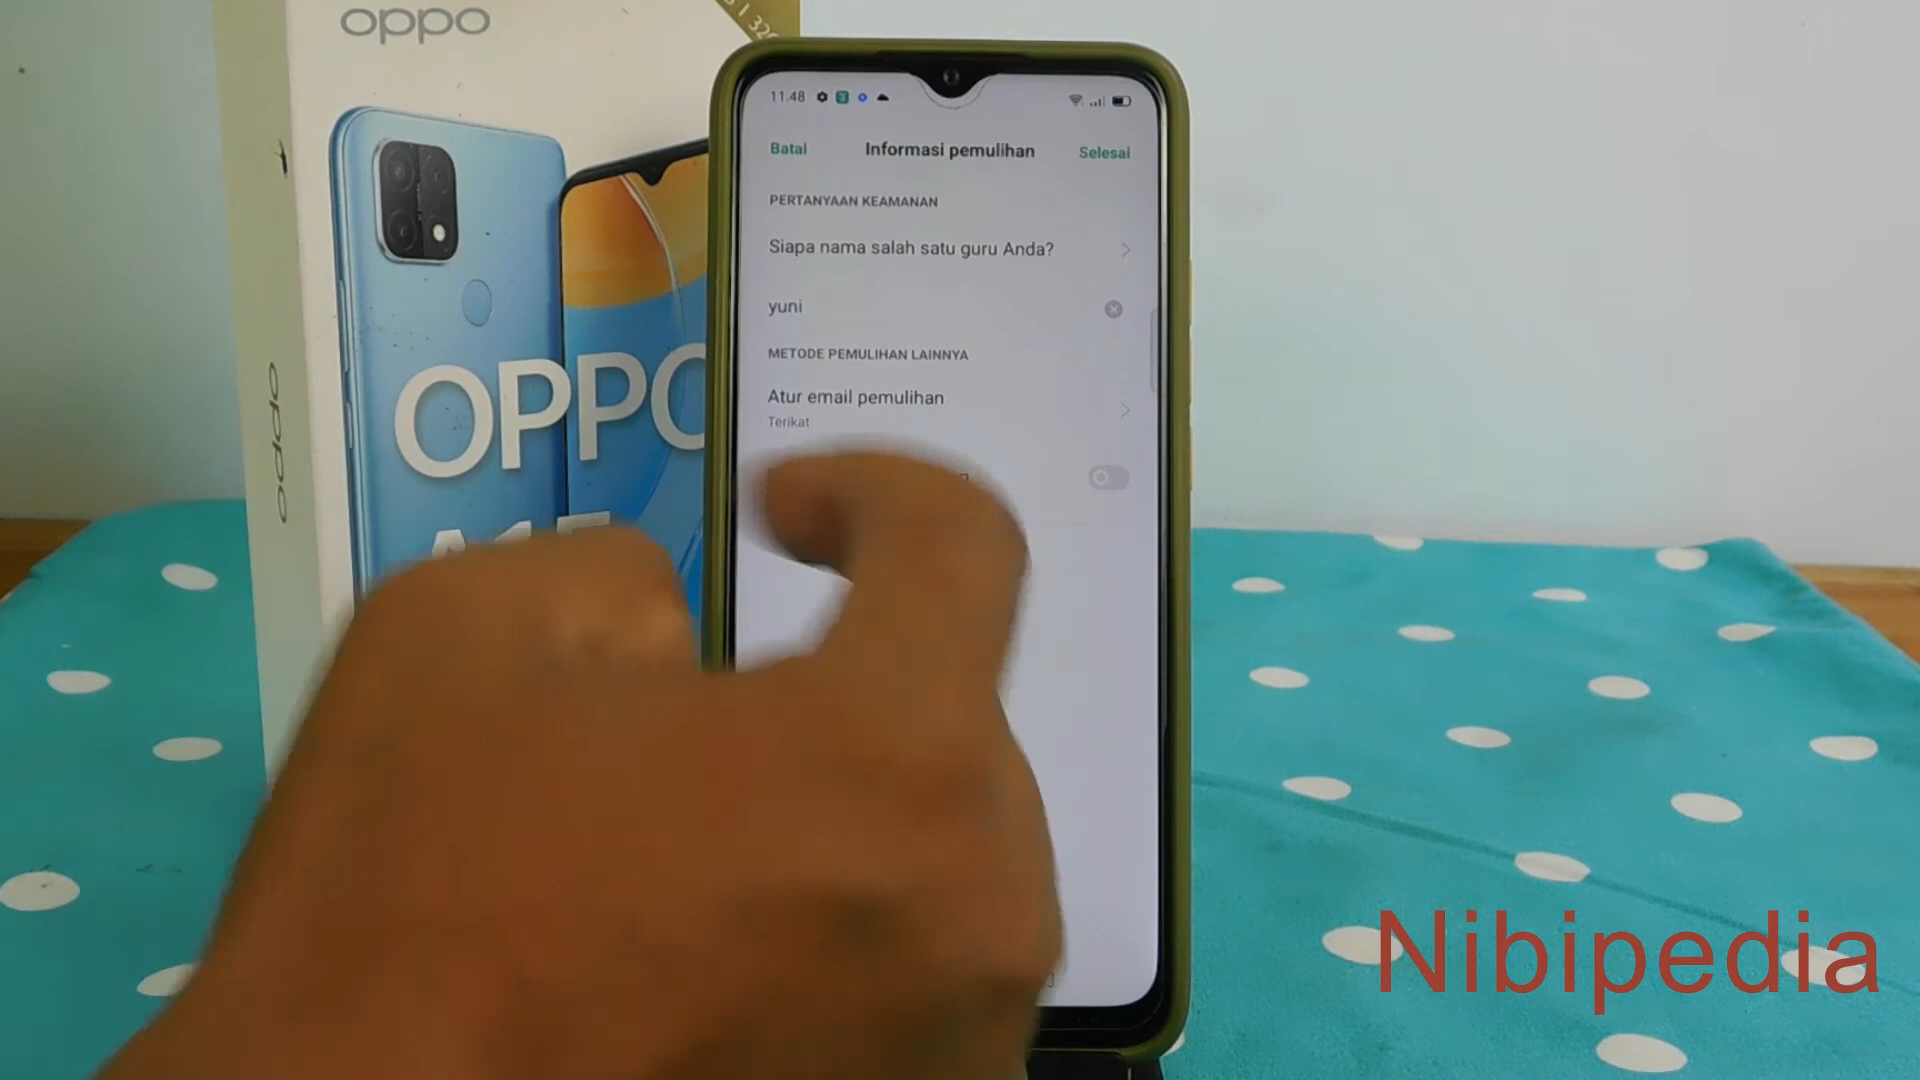 oppo
oppo
OPPO
11.48
Batal
Informasi pemulihan
Selesai
PERTANYAAN KEAMANAN
Siapa nama salah satu guru Anda?
yuni
METODE PEMULIHAN LAINNYA
Atur email pemulihan
Terikat
Nibipedia